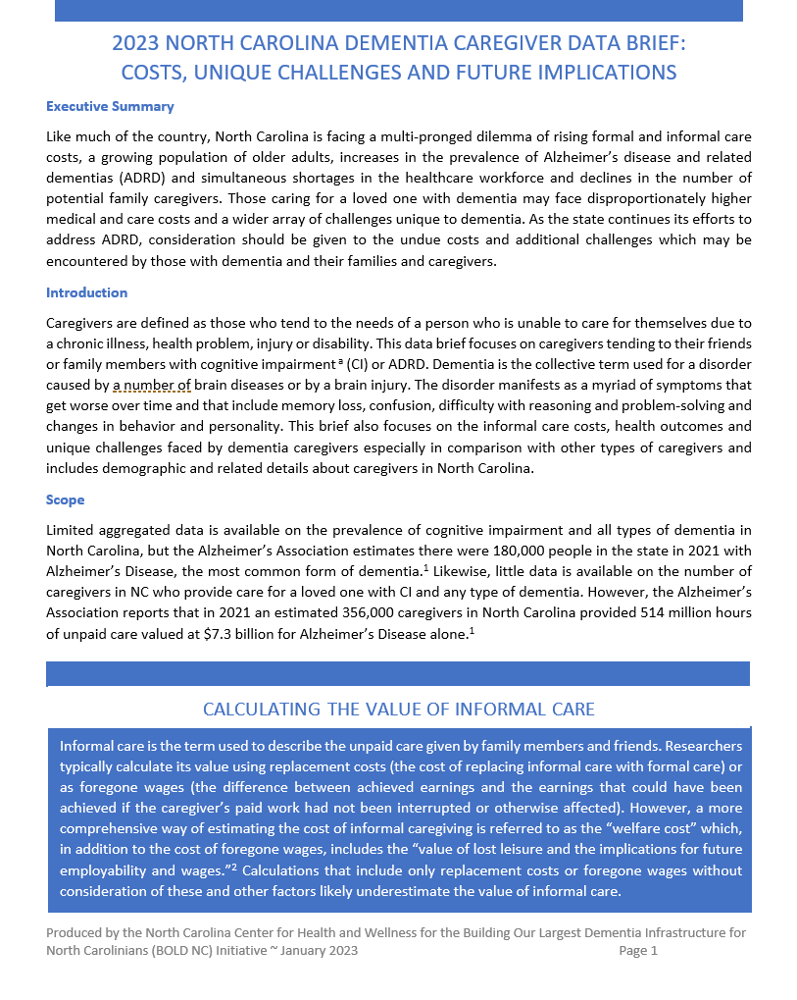 2023 NORTH CAROLINA DEMENTIA CAREGIVER DATA BRIEF:
COSTS, UNIQUE CHALLENGES AND FUTURE IMPLICATIONS
Executive Summary
Like much of the country, North Carolina is facing a multi-pronged dilemma of rising formal and informal care
costs, a growing population of older adults, increases in the prevalence of Alzheimer’s disease and related
dementias (ADRD) and simultaneous shortages in the healthcare workforce and declines in the number of
potential family caregivers. Those caring for a loved one with dementia may face disproportionately higher
medical and care costs and a wider array of challenges unique to dementia. As the state continues its efforts to
address ADRD, consideration should be given to the undue costs and additional challenges which may be
encountered by those with dementia and their families and caregivers.
Introduction
Caregivers are defined as those who tend to the needs of a person who is unable to care for themselves due to
a chronic illness, health problem, injury or disability. This data brief focuses on caregivers tending to their friends
or family members with cognitive impairment ᵃ (CI) or ADRD. Dementia is the collective term used for a disorder
caused by a number of brain diseases or by a brain injury. The disorder manifests as a myriad of symptoms that
get worse over time and that include memory loss, confusion, difficulty with reasoning and problem-solving and
changes in behavior and personality. This brief also focuses on the informal care costs, health outcomes and
unique challenges faced by dementia caregivers especially in comparison with other types of caregivers and
includes demographic and related details about caregivers in North Carolina.
Scope
Limited aggregated data is available on the prevalence of cognitive impairment and all types of dementia in
North Carolina, but the Alzheimer’s Association estimates there were 180,000 people in the state in 2021 with
Alzheimer’s Disease, the most common form of dementia.¹ Likewise, little data is available on the number of
caregivers in NC who provide care for a loved one with CI and any type of dementia. However, the Alzheimer’s
Association reports that in 2021 an estimated 356,000 caregivers in North Carolina provided 514 million hours
of unpaid care valued at $7.3 billion for Alzheimer’s Disease alone.¹
CALCULATING THE VALUE OF INFORMAL CARE
Informal care is the term used to describe the unpaid care given by family members and friends. Researchers
typically calculate its value using replacement costs (the cost of replacing informal care with formal care) or
as foregone wages (the difference between achieved earnings and the earnings that could have been
achieved if the caregiver’s paid work had not been interrupted or otherwise affected). However, a more
comprehensive way of estimating the cost of informal caregiving is referred to as the “welfare cost” which,
in addition to the cost of foregone wages, includes the “value of lost leisure and the implications for future
employability and wages.”² Calculations that include only replacement costs or foregone wages without
consideration of these and other factors likely underestimate the value of informal care.
Produced by the North Carolina Center for Health and Wellness for the Building Our Largest Dementia Infrastructure for
North Carolinians (BOLD NC) Initiative ~ January 2023 Page 1